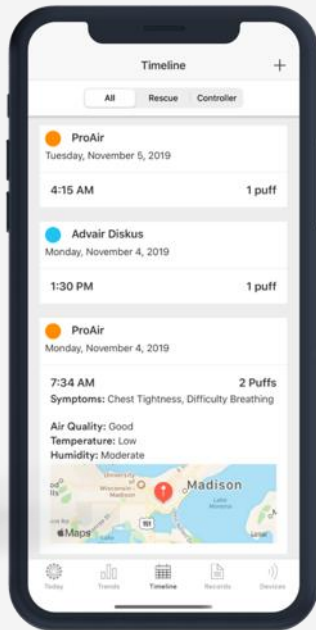 Timeline
+
All Rescue Controller
ProAir
Tuesday, November 5, 2019
4:15 AM 1 puff
Advair Diskus
Monday, November 4, 2019
1:30 PM 1 puff
ProAir
Monday, November 4, 2019
7:34 AM 2 Puffs
Symptoms: Chest Tightness, Difficulty Breathing
Air Quality: Good
Temperature: Low
Humidity: Moderate
Madison
151
Maps
Today Trends Timeline Records Devices